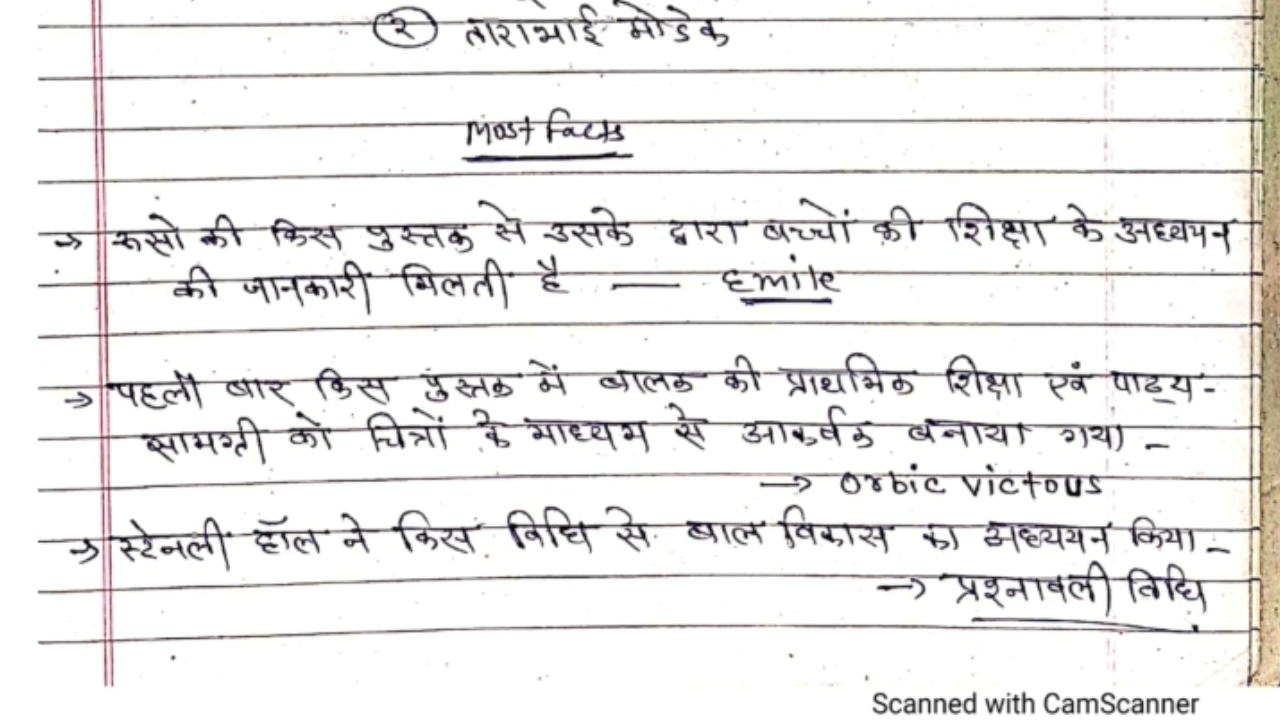 ② ताराभाई मोडेक
Most facts
→ रूसो की किस पुस्तक से उसके द्वारा बच्चों की शिक्षा के अध्ययन
की जानकारी मिलती है — Emile
→ पहली बार किस पुस्तक में बालक की प्राथमिक शिक्षा एवं पाठ्य-
सामग्री को चित्रों के माध्यम से आकर्षक बनाया गया -
→ Orbic Victous
→ स्टेनली हॉल ने किस विधि से बाल विकास का अध्ययन किया -
→ प्रश्नावली विधि
Scanned with CamScanner